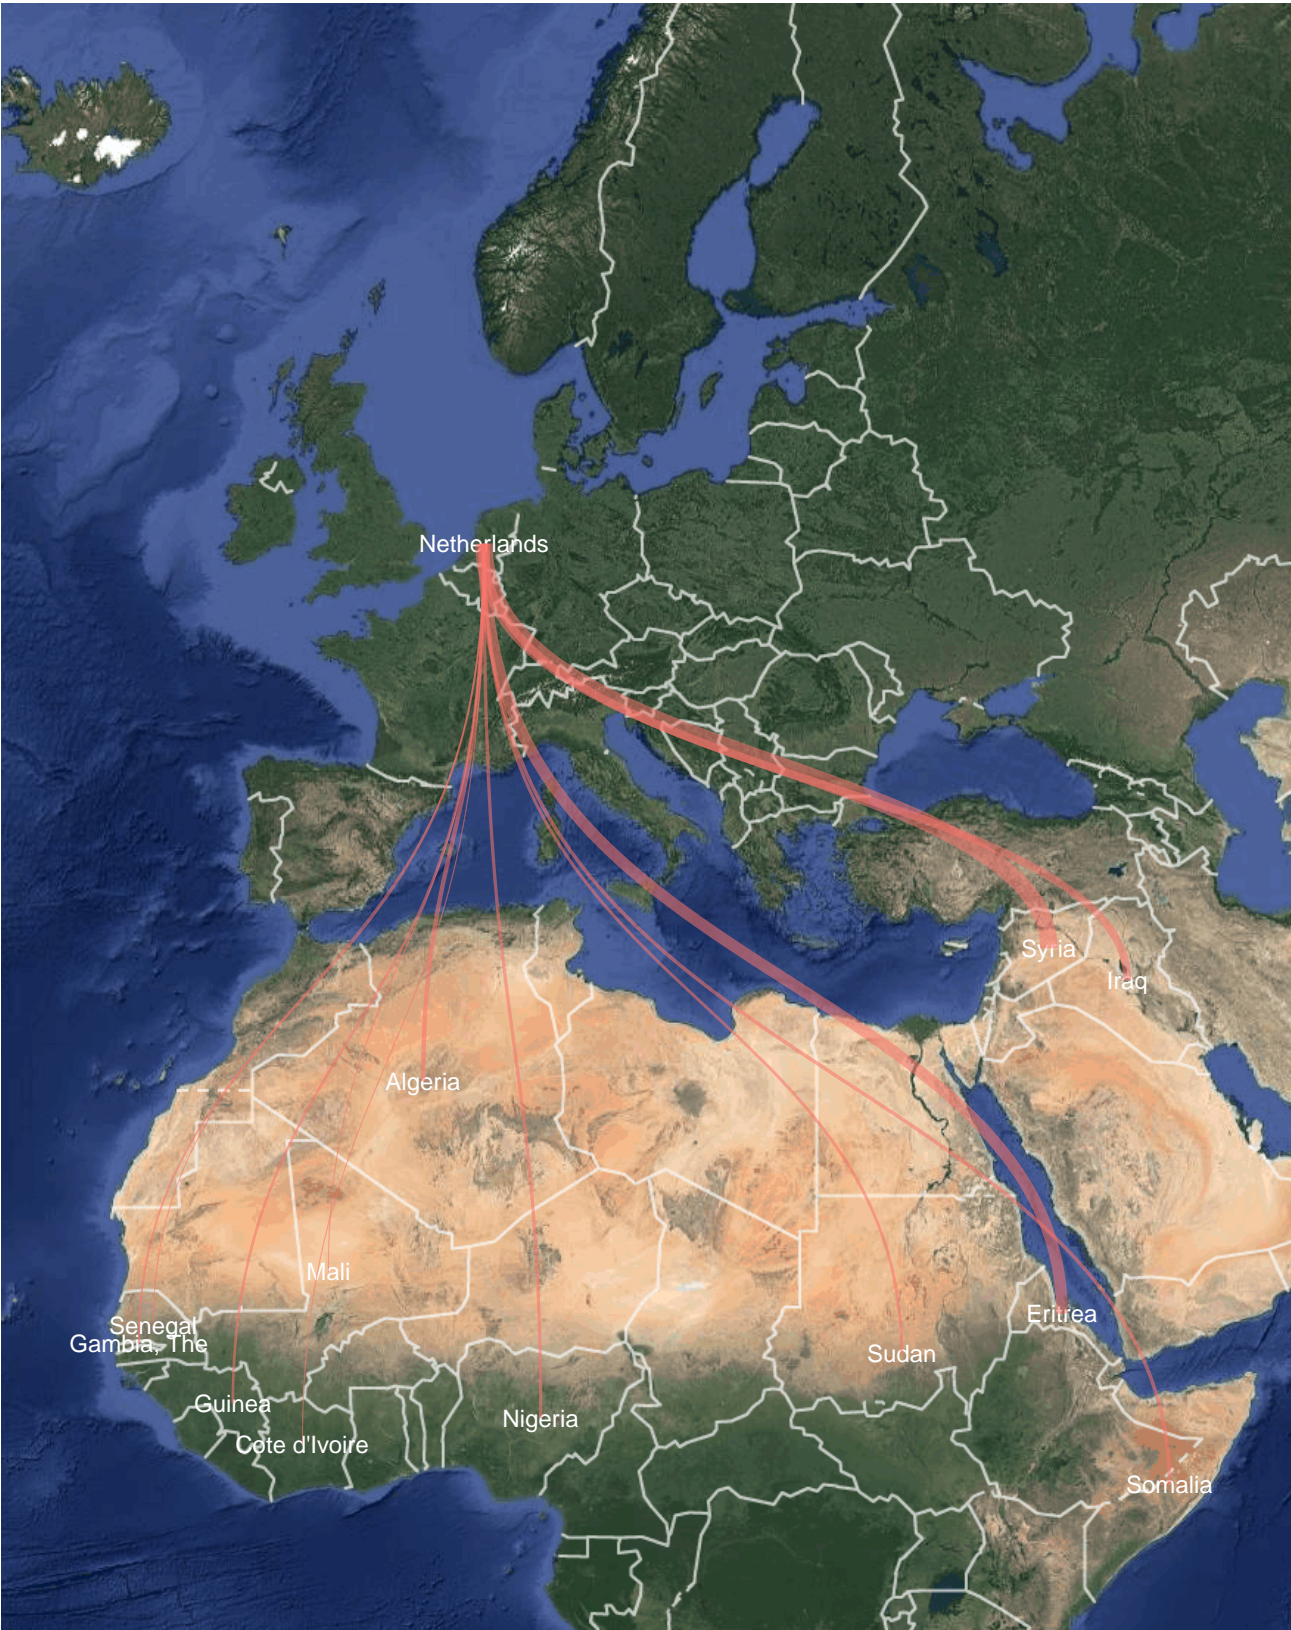 Netherlands
Syria
Iraq
Algeria
Mali
Eritrea
Senegal
Gambia, The
Sudan
Guinea
Nigeria
Cote d'Ivoire
Somalia